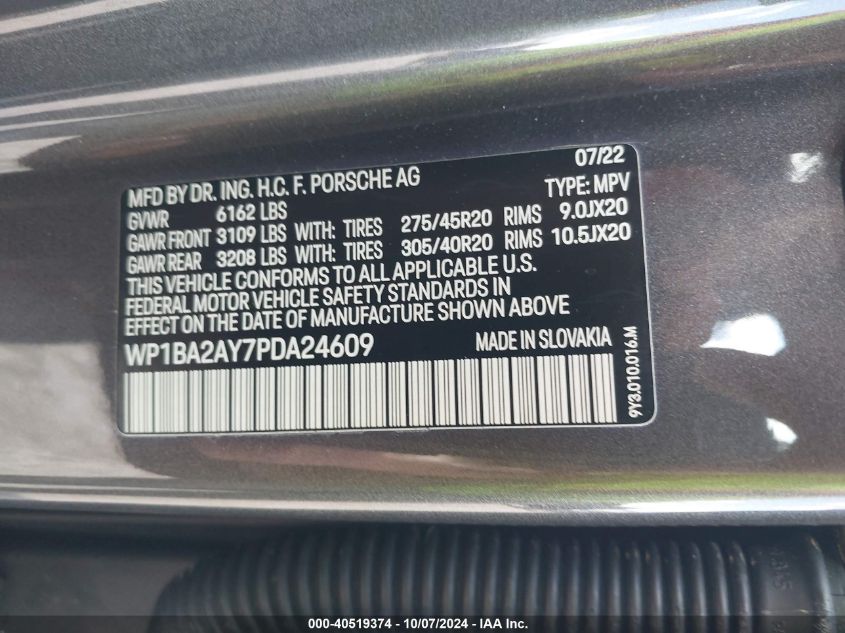 07/22
MFD BY DR. ING. H.C. F. PORSCHE AG
TYPE: MPV
GVWR 6162 LBS
GAWR FRONT 3109 LBS WITH: TIRES 275/45R20 RIMS 9.0JX20
GAWR REAR 3208 LBS WITH: TIRES 305/40R20 RIMS 10.5JX20
THIS VEHICLE CONFORMS TO ALL APPLICABLE U.S.
FEDERAL MOTOR VEHICLE SAFETY STANDARDS IN
EFFECT ON THE DATE OF MANUFACTURE SHOWN ABOVE
WP1BA2AY7PDA24609 MADE IN SLOVAKIA
9Y3.010.016.M
000-40519374 - 10/07/2024 - IAA Inc.